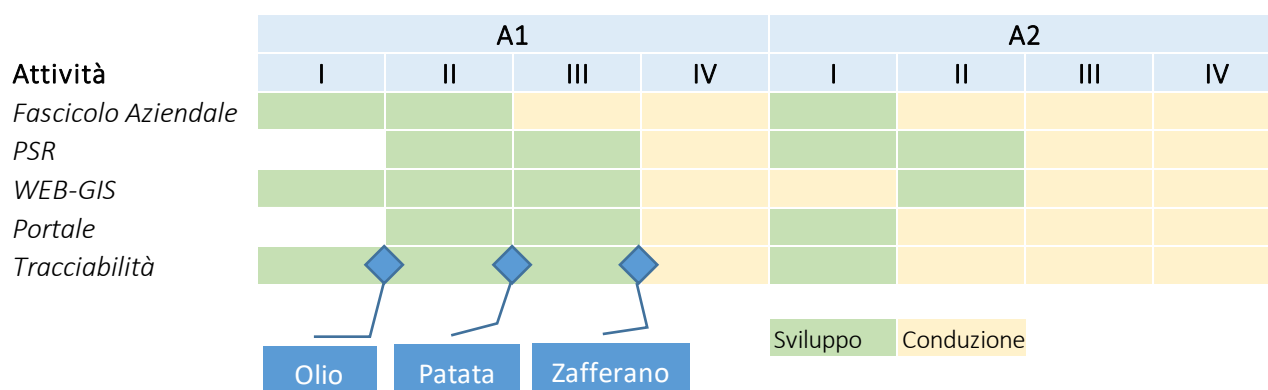 A1 A2
Attività I II III IV I II III IV
Fascicolo Aziendale
PSR
WEB-GIS
Portale
Tracciabilità
Sviluppo Conduzione
Olio Patata Zafferano